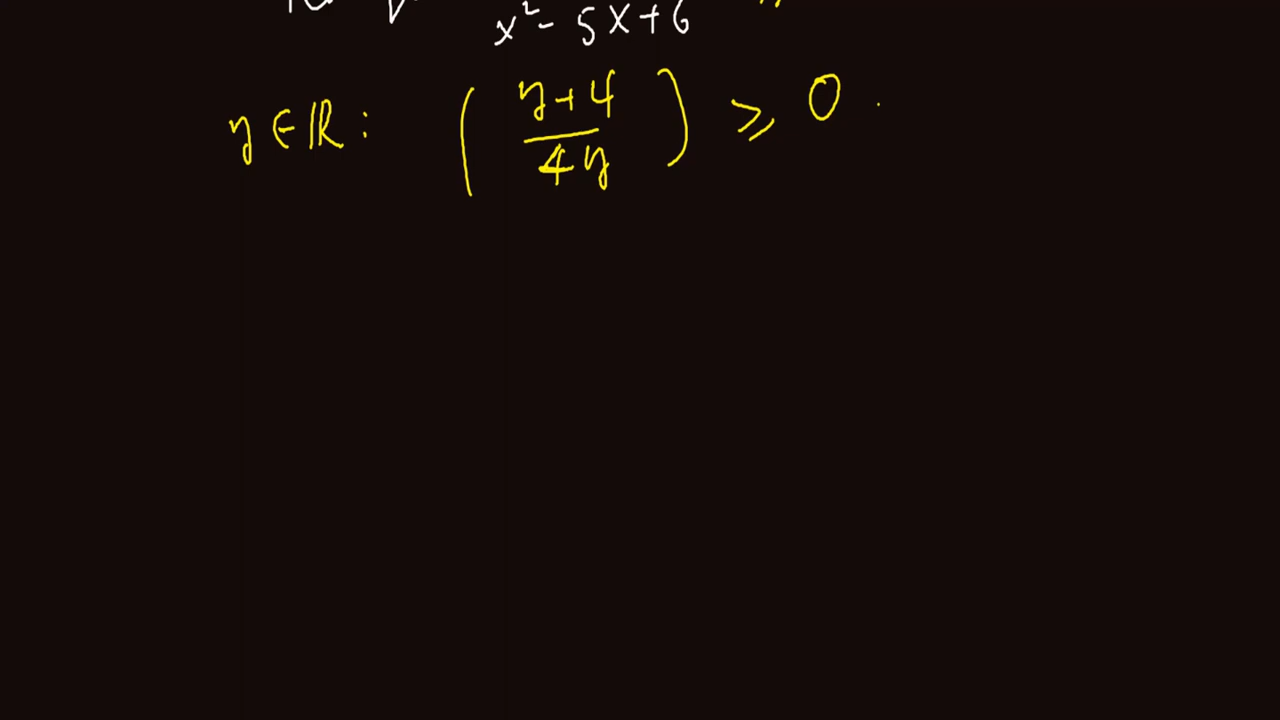 x² - 5x + 6
y ∈ ℝ : ( (y + 4) / (4y) ) ⩾ 0 .